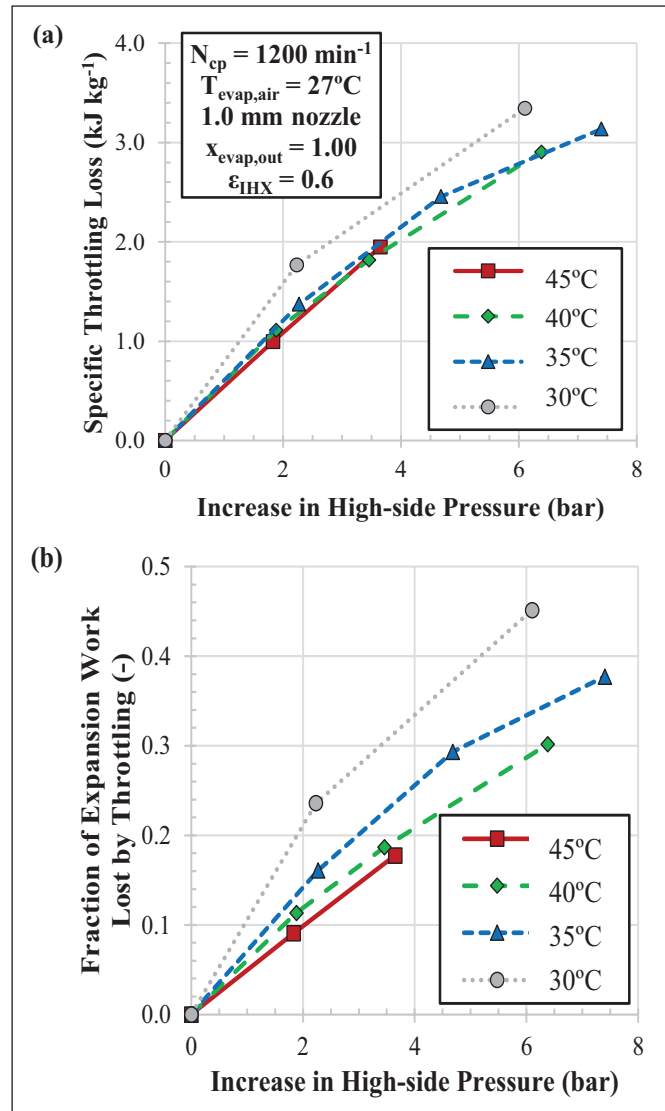 (a)
4.0
3.0
2.0
1.0
0.0
Specific Throttling Loss (kJ kg⁻¹)
N_cp = 1200 min⁻¹
T_evap,air = 27ºC
1.0 mm nozzle
x_evap,out = 1.00
ε_IHX = 0.6
45ºC
40ºC
35ºC
30ºC
0 2 4 6 8
Increase in High-side Pressure (bar)
(b)
0.5
0.4
0.3
0.2
0.1
0.0
Fraction of Expansion Work
Lost by Throttling (-)
45ºC
40ºC
35ºC
30ºC
0 2 4 6 8
Increase in High-side Pressure (bar)